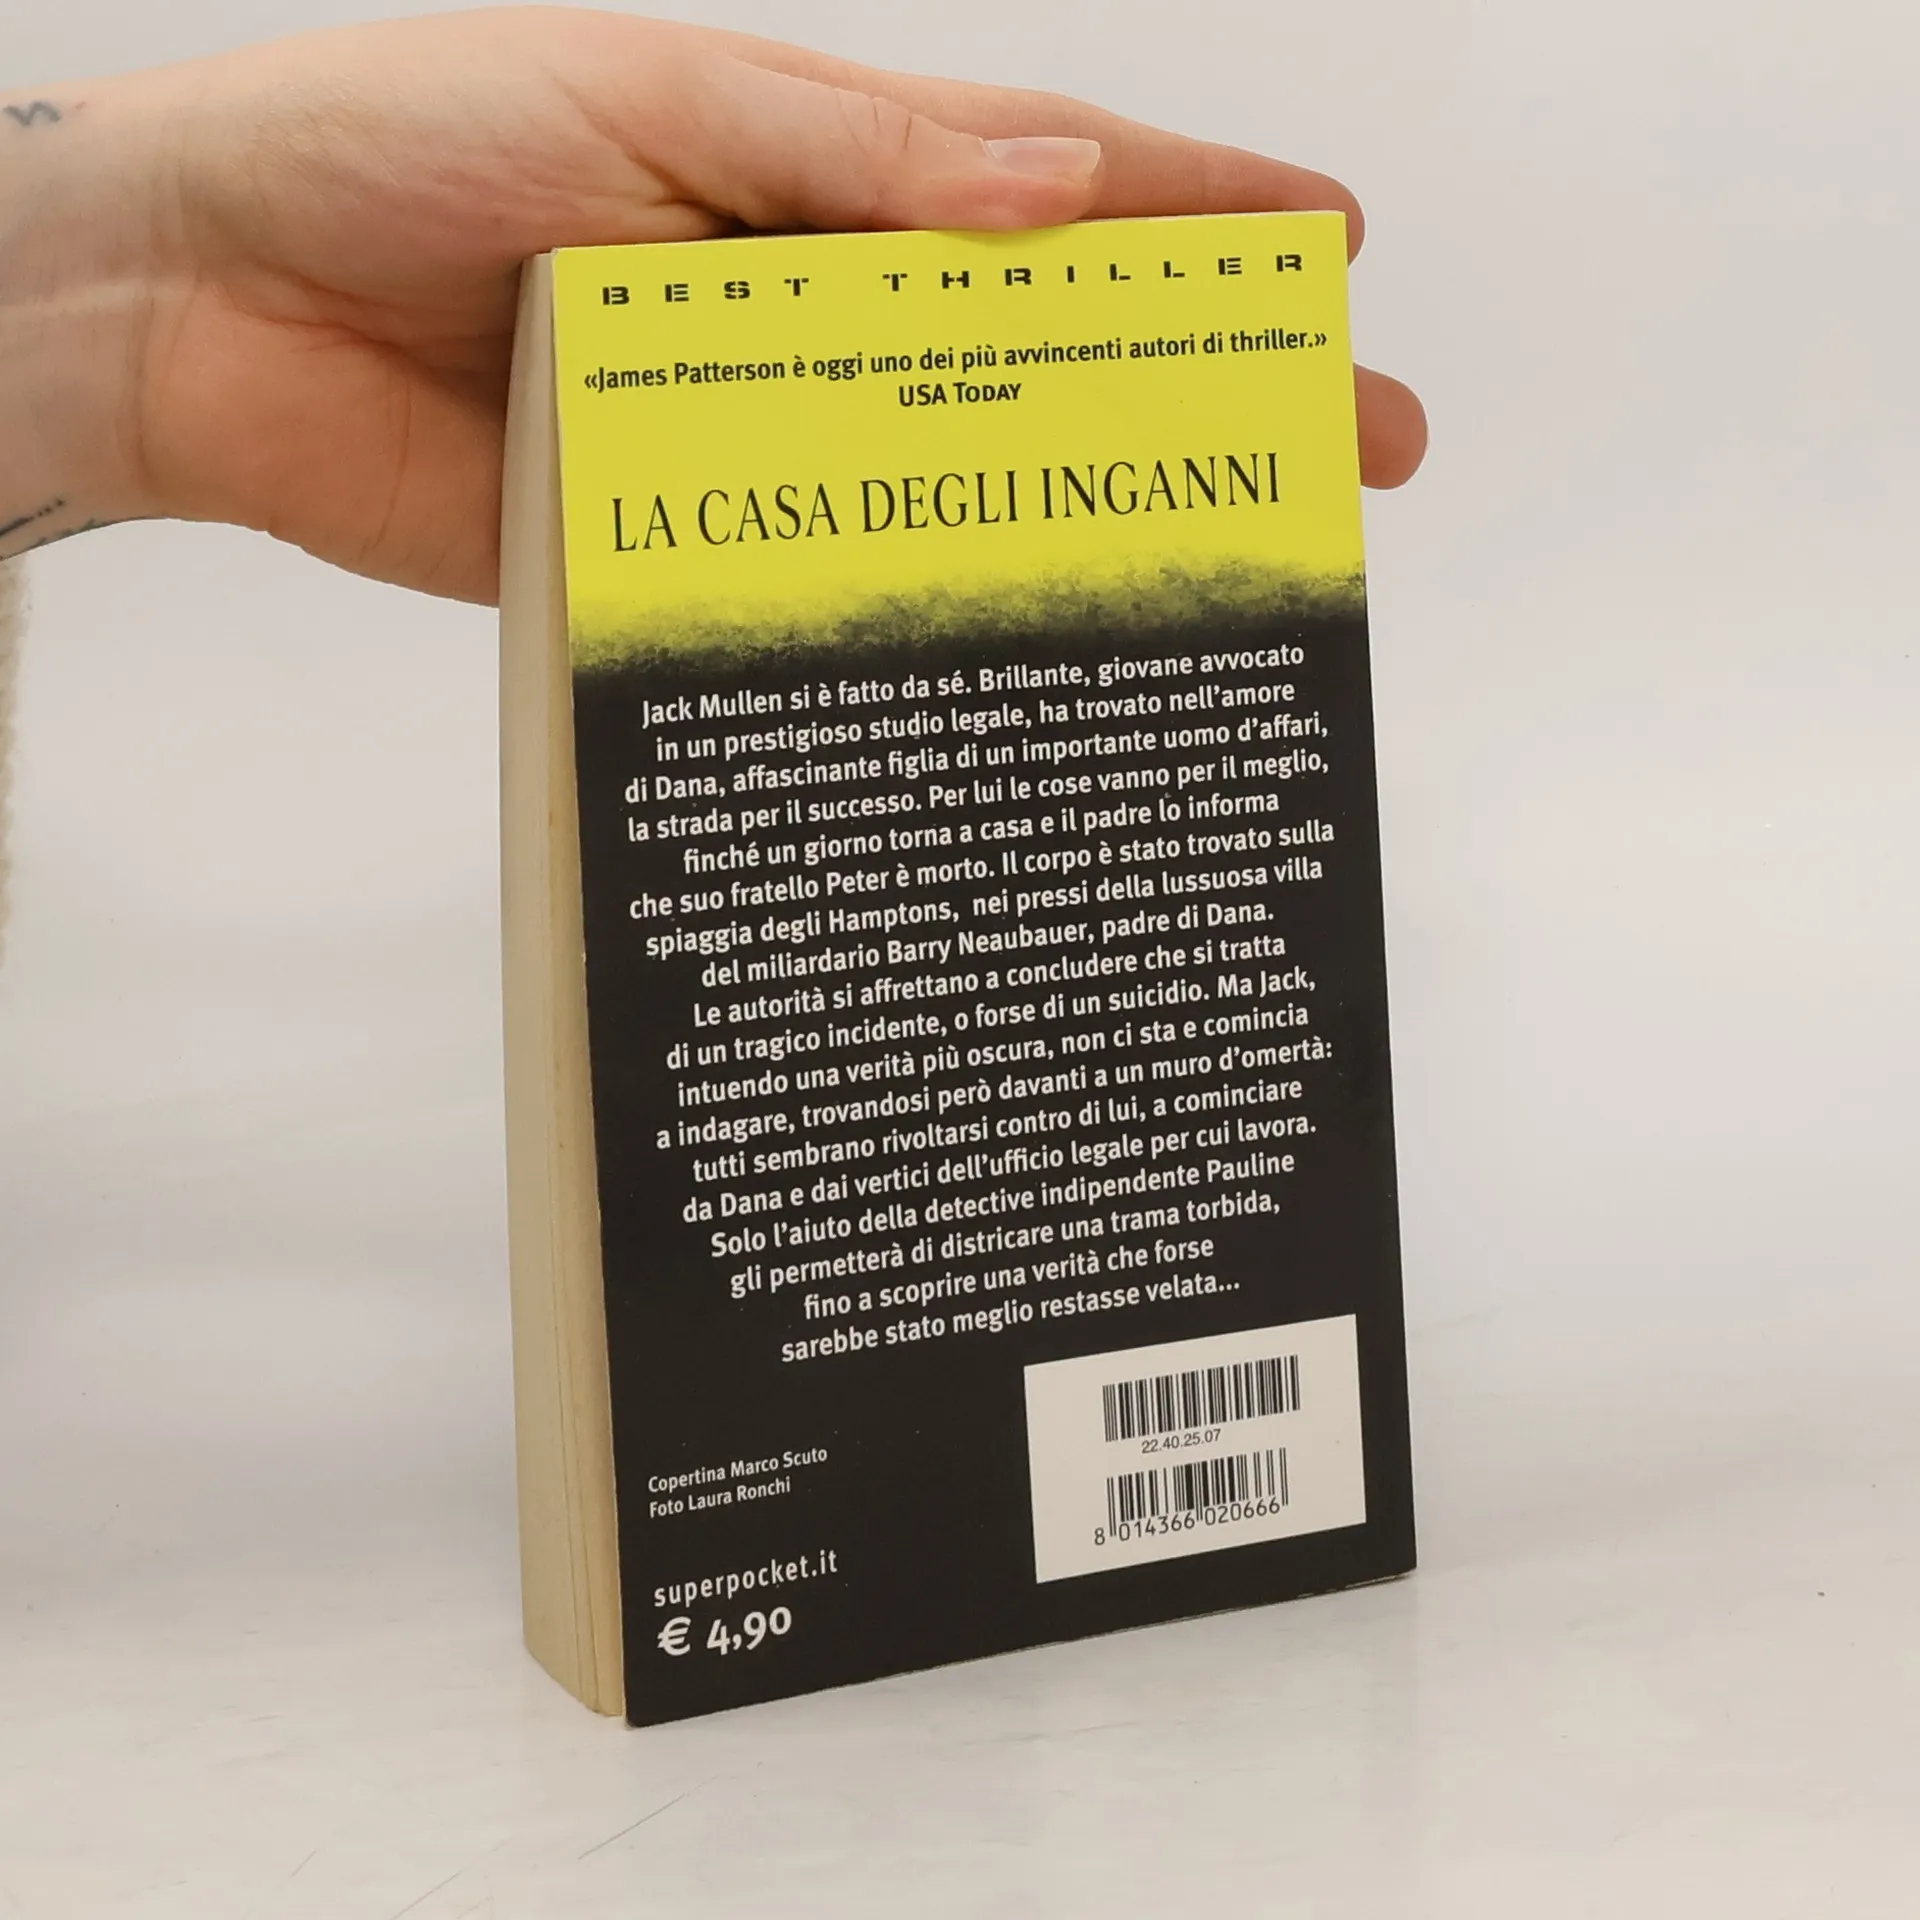 BEST THRILLER
«James Patterson è oggi uno dei più avvincenti autori di thriller.»
USA TODAY
LA CASA DEGLI INGANNI
Jack Mullen si è fatto da sé. Brillante, giovane avvocato
in un prestigioso studio legale, ha trovato nell'amore
di Dana, affascinante figlia di un importante uomo d'affari,
la strada per il successo. Per lui le cose vanno per il meglio,
finché un giorno torna a casa e il padre lo informa
che suo fratello Peter è morto. Il corpo è stato trovato sulla
spiaggia degli Hamptons, nei pressi della lussuosa villa
del miliardario Barry Neaubauer, padre di Dana.
Le autorità si affrettano a concludere che si tratta
di un tragico incidente, o forse di un suicidio. Ma Jack,
intuendo una verità più oscura, non ci sta e comincia
a indagare, trovandosi però davanti a un muro d'omertà:
tutti sembrano rivoltarsi contro di lui, a cominciare
da Dana e dai vertici dell'ufficio legale per cui lavora.
Solo l'aiuto della detective indipendente Pauline
gli permetterà di districare una trama torbida,
fino a scoprire una verità che forse
sarebbe stato meglio restasse velata...
22.40.25.07
8 014366 020666
Copertina Marco Scuto
Foto Laura Ronchi
superpocket.it
€ 4,90